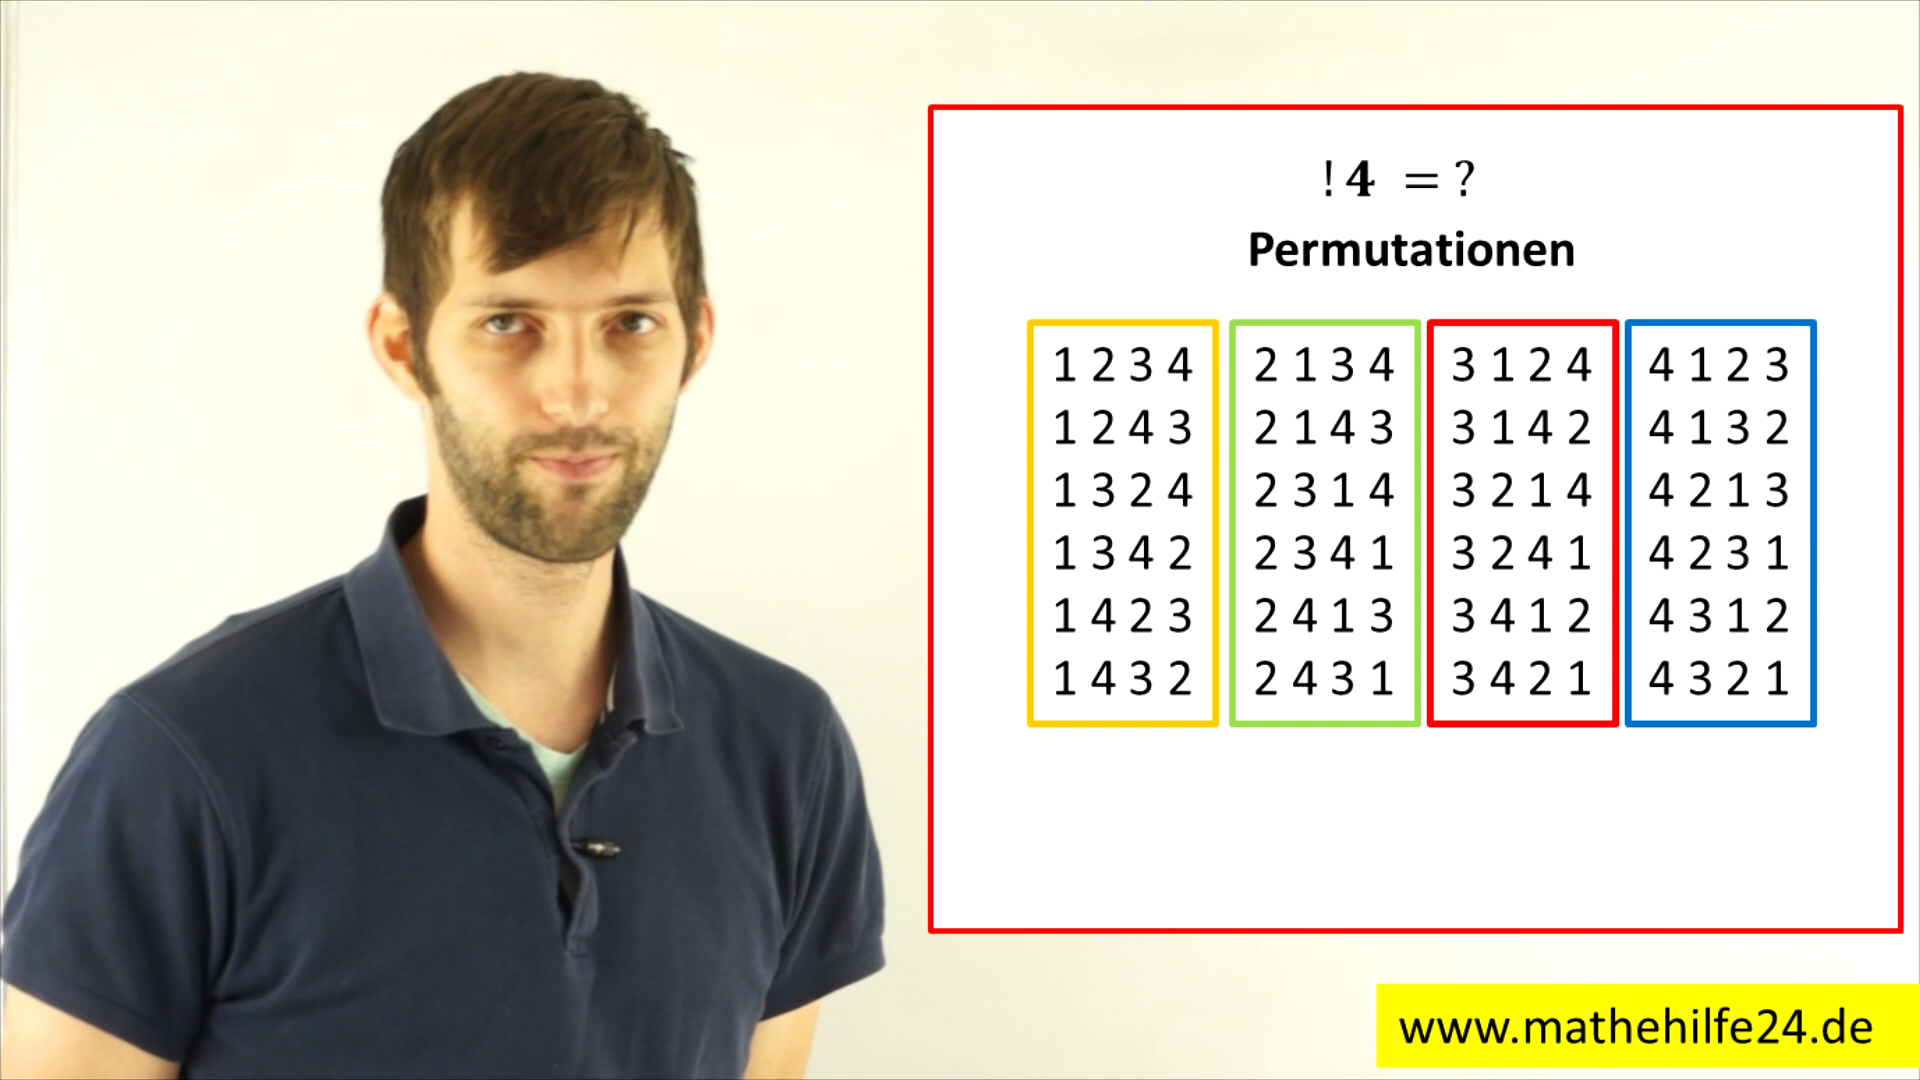 ! 4 = ?
Permutationen
1 2 3 4 2 1 3 4 3 1 2 4 4 1 2 3
1 2 4 3 2 1 4 3 3 1 4 2 4 1 3 2
1 3 2 4 2 3 1 4 3 2 1 4 4 2 1 3
1 3 4 2 2 3 4 1 3 2 4 1 4 2 3 1
1 4 2 3 2 4 1 3 3 4 1 2 4 3 1 2
1 4 3 2 2 4 3 1 3 4 2 1 4 3 2 1
www.mathehilfe24.de